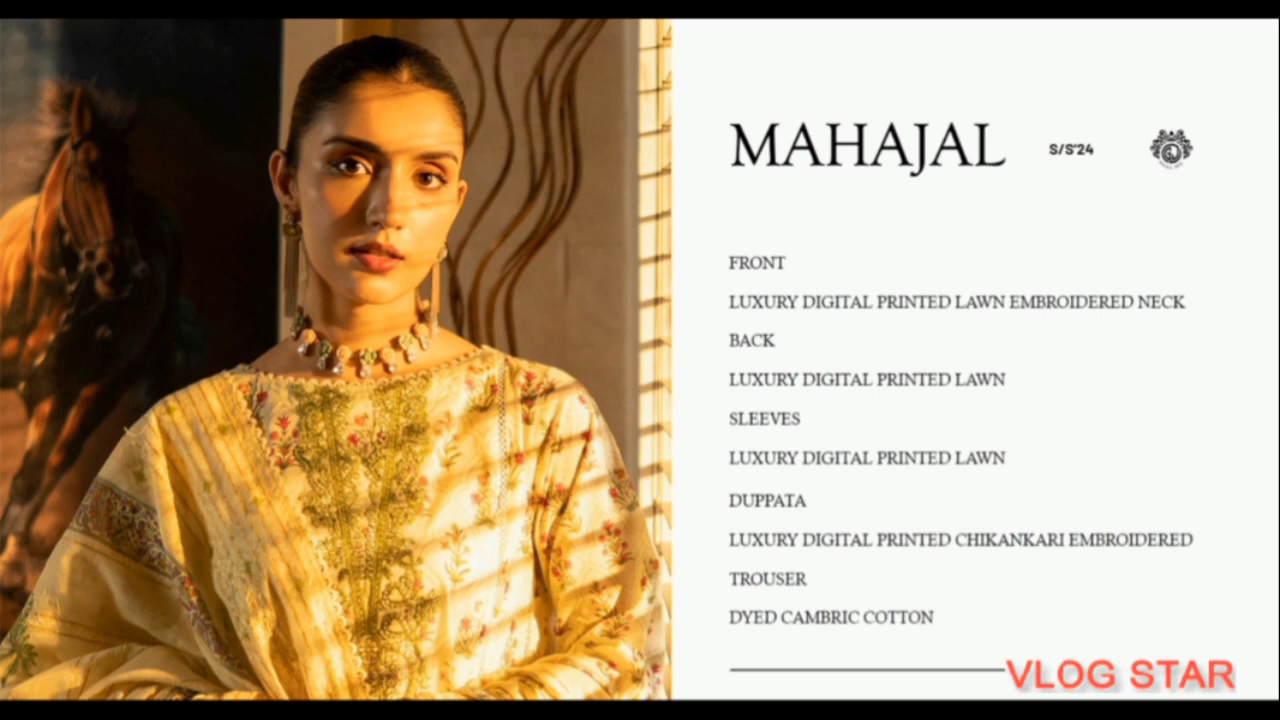 MAHAJAL S/S'24
FRONT
LUXURY DIGITAL PRINTED LAWN EMBROIDERED NECK
BACK
LUXURY DIGITAL PRINTED LAWN
SLEEVES
LUXURY DIGITAL PRINTED LAWN
DUPPATA
LUXURY DIGITAL PRINTED CHIKANKARI EMBROIDERED
TROUSER
DYED CAMBRIC COTTON
VLOG STAR